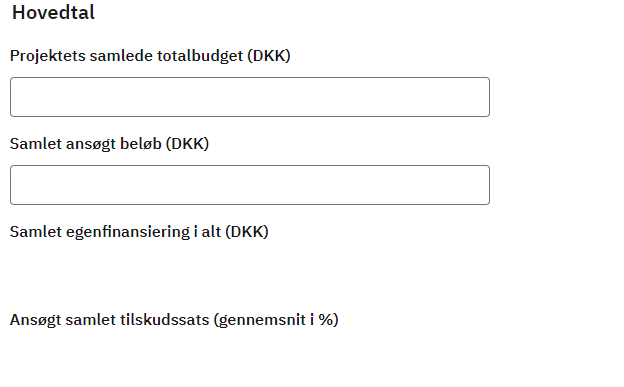 Hovedtal
Projektets samlede totalbudget (DKK)
Samlet ansøgt beløb (DKK)
Samlet egenfinansiering i alt (DKK)
Ansøgt samlet tilskudssats (gennemsnit i %)